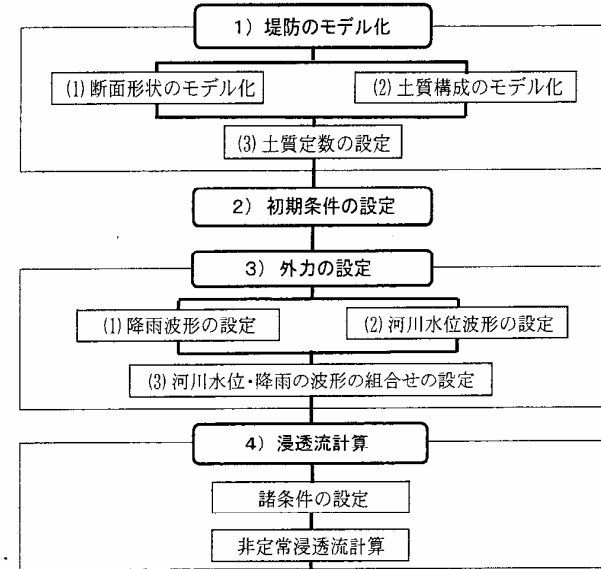 1）堤防のモデル化
(1)断面形状のモデル化
(2)土質構成のモデル化
(3)土質定数の設定
2）初期条件の設定
3）外力の設定
(1)降雨波形の設定
(2)河川水位波形の設定
(3)河川水位・降雨の波形の組合せの設定
4）浸透流計算
諸条件の設定
非定常浸透流計算